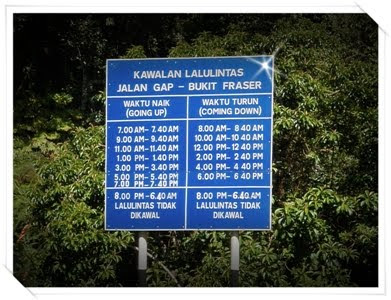 KAWALAN LALULINTAS
JALAN GAP – BUKIT FRASER
WAKTU NAIK
(GOING UP)
7.00 AM – 7.40 AM
9.00 AM – 9.40 AM
11.00 AM – 11.40 AM
1.00 PM – 1.40 PM
3.00 PM – 3.40 PM
5.00 PM – 5.40 PM
7.00 PM – 7.40 PM
8.00 PM – 6.40 AM
LALULINTAS TIDAK
DIKAWAL
WAKTU TURUN
(COMING DOWN)
8.00 AM – 8.40 AM
10.00 AM – 10.40 AM
12.00 PM – 12.40 PM
2.00 PM – 2.40 PM
4.00 PM – 4.40 PM
6.00 PM – 6.40 PM
8.00 PM – 6.40 AM
LALULINTAS TIDAK
DIKAWAL